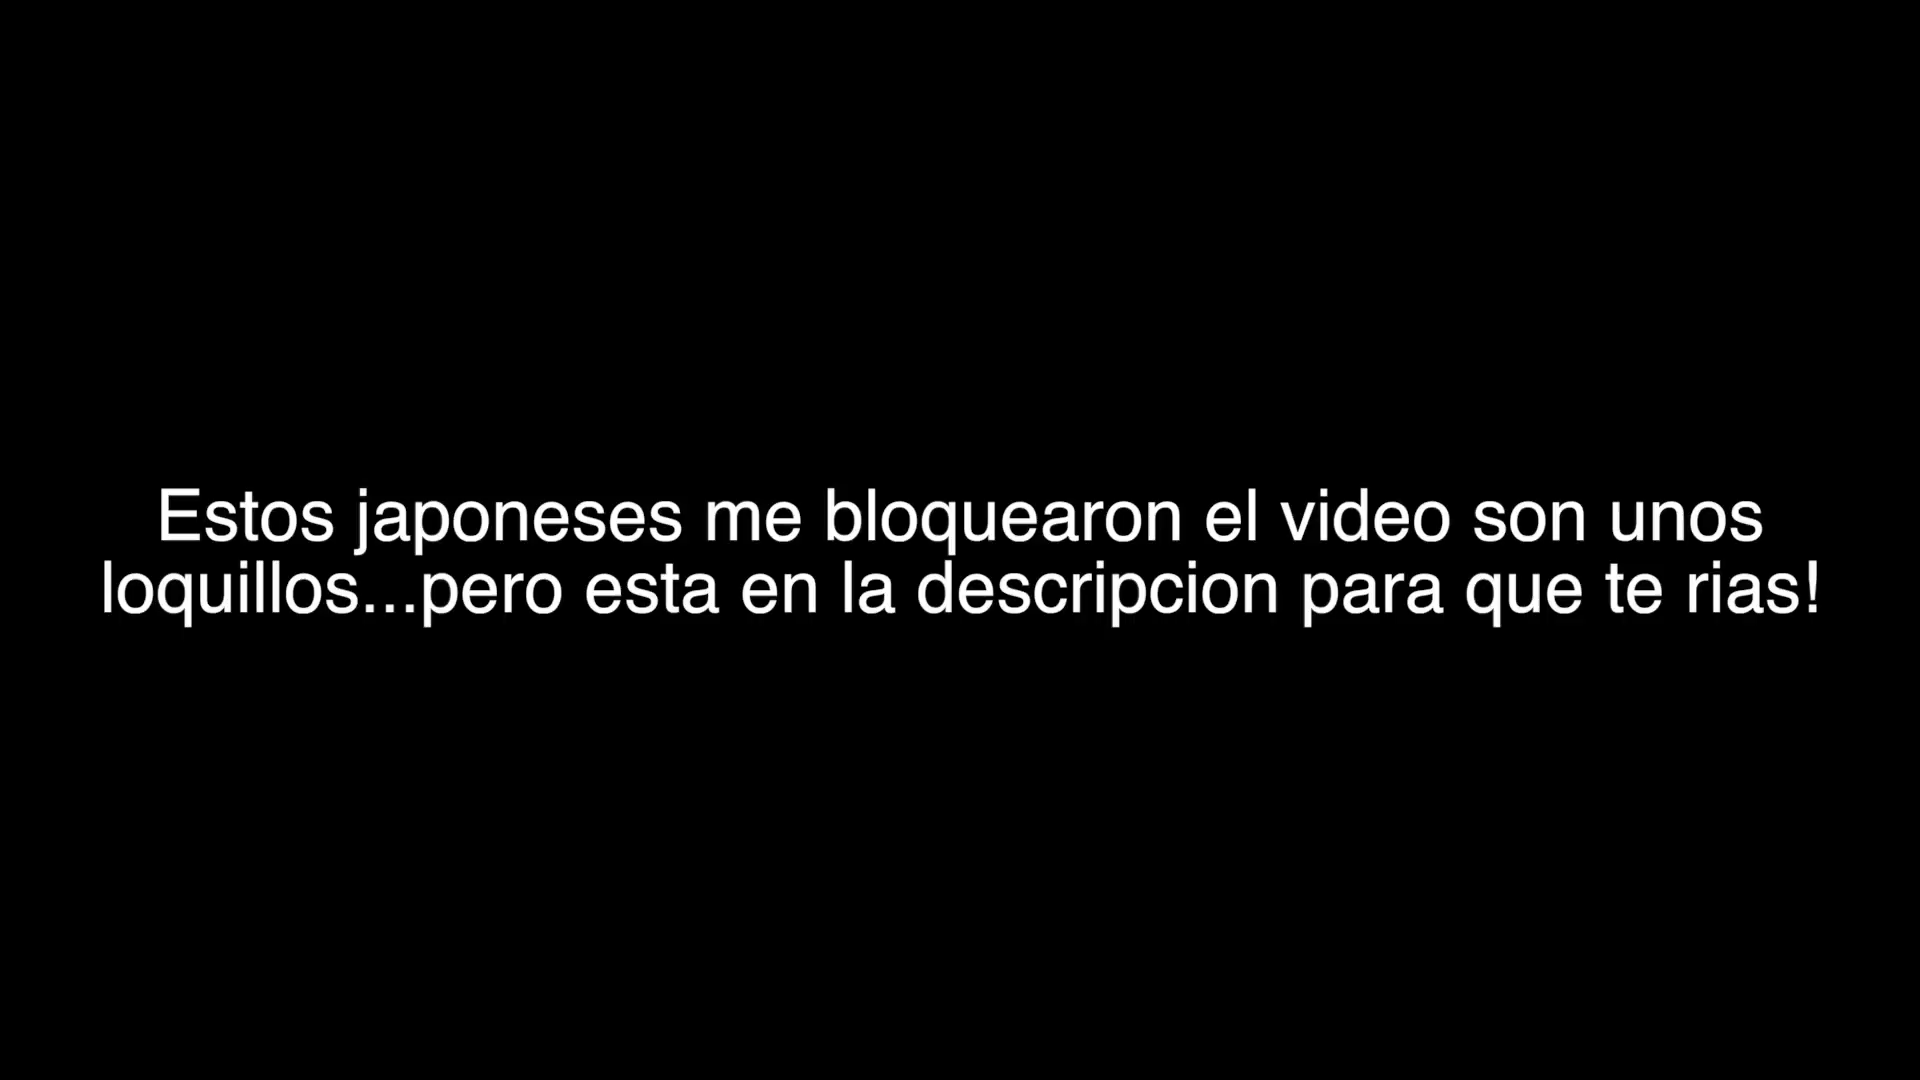 Estos japoneses me bloquearon el video son unos
loquillos...pero esta en la descripcion para que te rias!